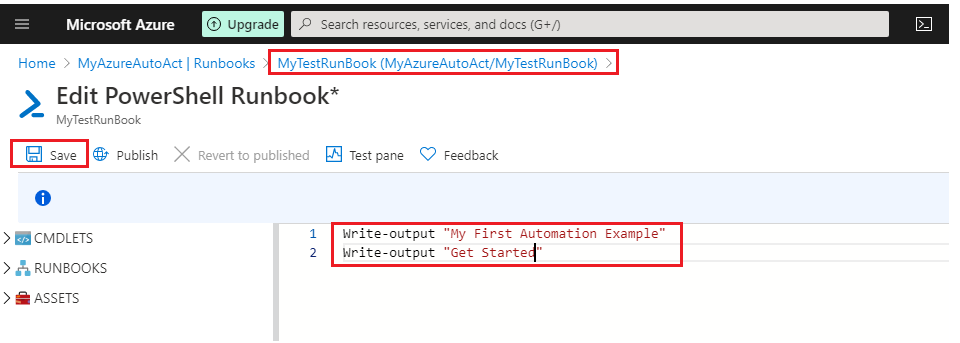 Microsoft Azure Upgrade Search resources, services, and docs (G+/)
Home > MyAzureAutoAct | Runbooks > MyTestRunBook (MyAzureAutoAct/MyTestRunBook) >
Edit PowerShell Runbook*
MyTestRunBook
Save Publish Revert to published Test pane Feedback
CMDLETS
RUNBOOKS
ASSETS
1 Write-output "My First Automation Example"
2 Write-output "Get Started"